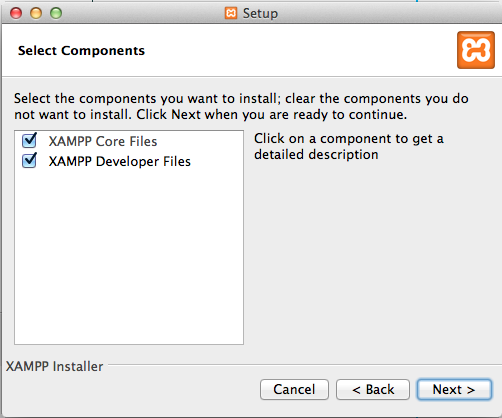 Setup
Select Components
Select the components you want to install; clear the components you do
not want to install. Click Next when you are ready to continue.
XAMPP Core Files
XAMPP Developer Files
Click on a component to get a
detailed description
XAMPP Installer
Cancel
< Back
Next >